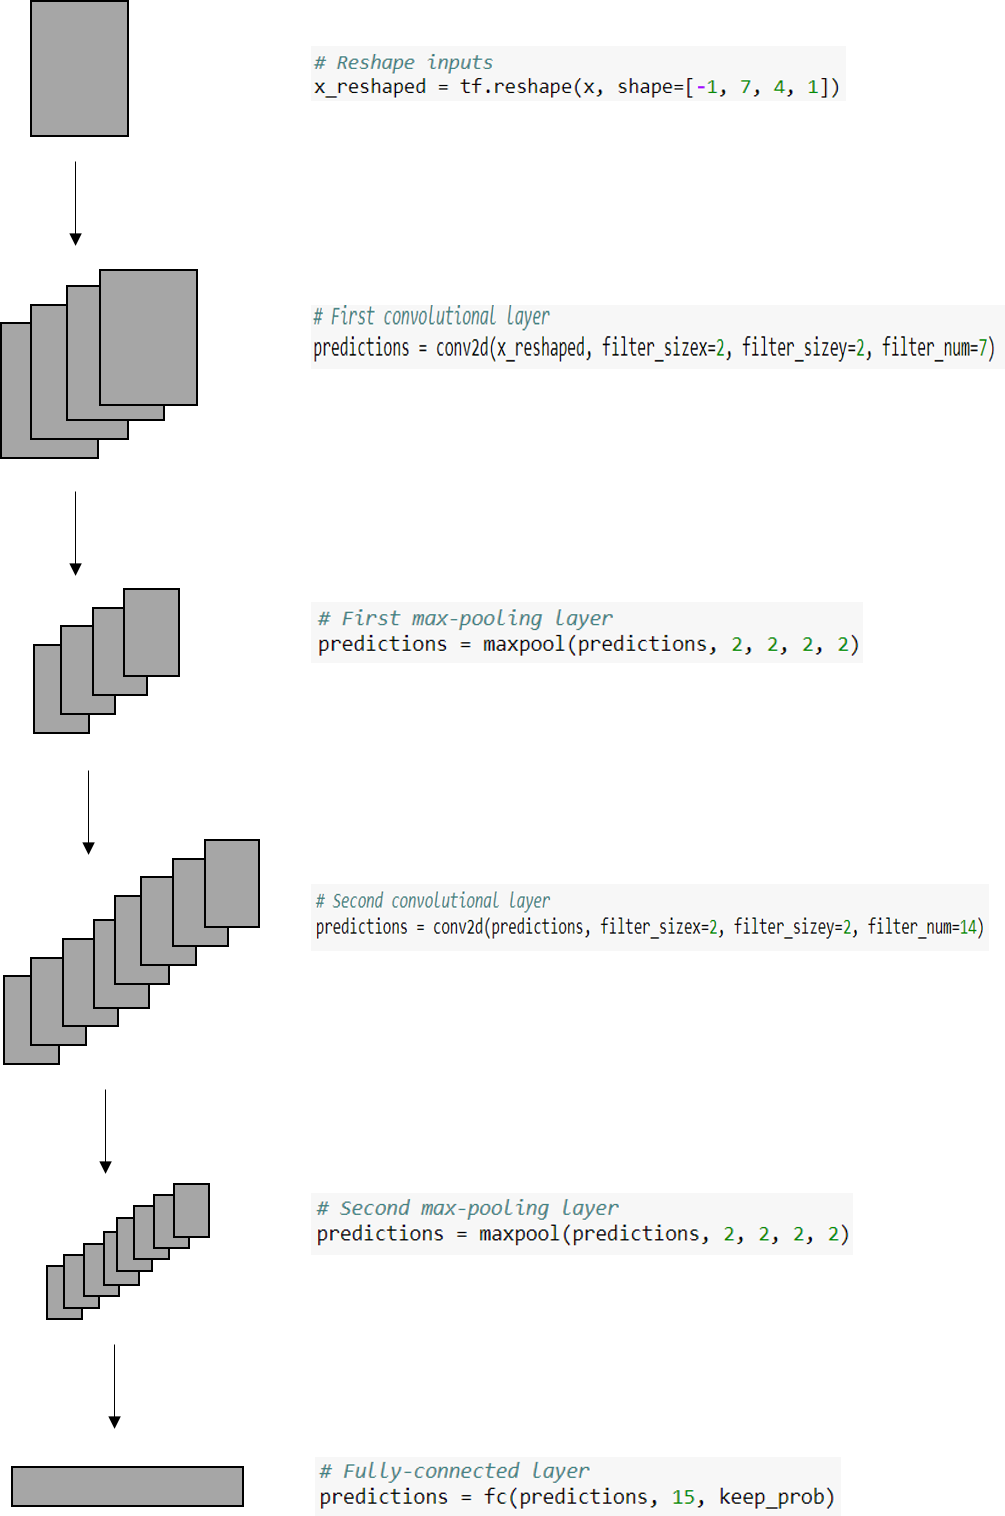 # Reshape inputs
x_reshaped = tf.reshape(x, shape=[-1, 7, 4, 1])
# First convolutional layer
predictions = conv2d(x_reshaped, filter_sizex=2, filter_sizey=2, filter_num=7)
# First max-pooling layer
predictions = maxpool(predictions, 2, 2, 2, 2)
# Second convolutional layer
predictions = conv2d(predictions, filter_sizex=2, filter_sizey=2, filter_num=14)
# Second max-pooling layer
predictions = maxpool(predictions, 2, 2, 2, 2)
# Fully-connected layer
predictions = fc(predictions, 15, keep_prob)